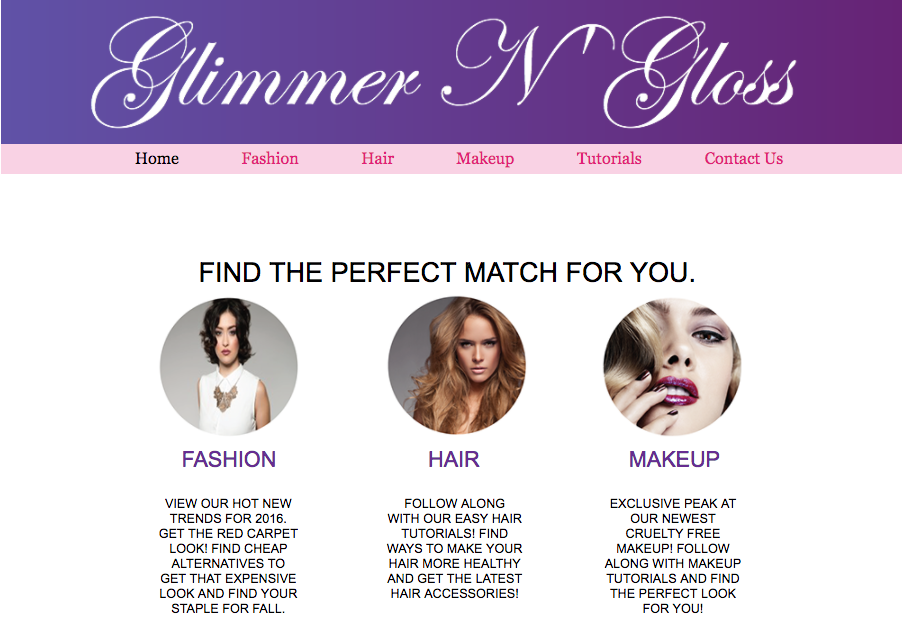 Glimmer N' Gloss
Home Fashion Hair Makeup Tutorials Contact Us
FIND THE PERFECT MATCH FOR YOU.
FASHION
VIEW OUR HOT NEW
TRENDS FOR 2016.
GET THE RED CARPET
LOOK! FIND CHEAP
ALTERNATIVES TO
GET THAT EXPENSIVE
LOOK AND FIND YOUR
STAPLE FOR FALL.
HAIR
FOLLOW ALONG
WITH OUR EASY HAIR
TUTORIALS! FIND
WAYS TO MAKE YOUR
HAIR MORE HEALTHY
AND GET THE LATEST
HAIR ACCESSORIES!
MAKEUP
EXCLUSIVE PEAK AT
OUR NEWEST
CRUELTY FREE
MAKEUP! FOLLOW
ALONG WITH MAKEUP
TUTORIALS AND FIND
THE PERFECT LOOK
FOR YOU!